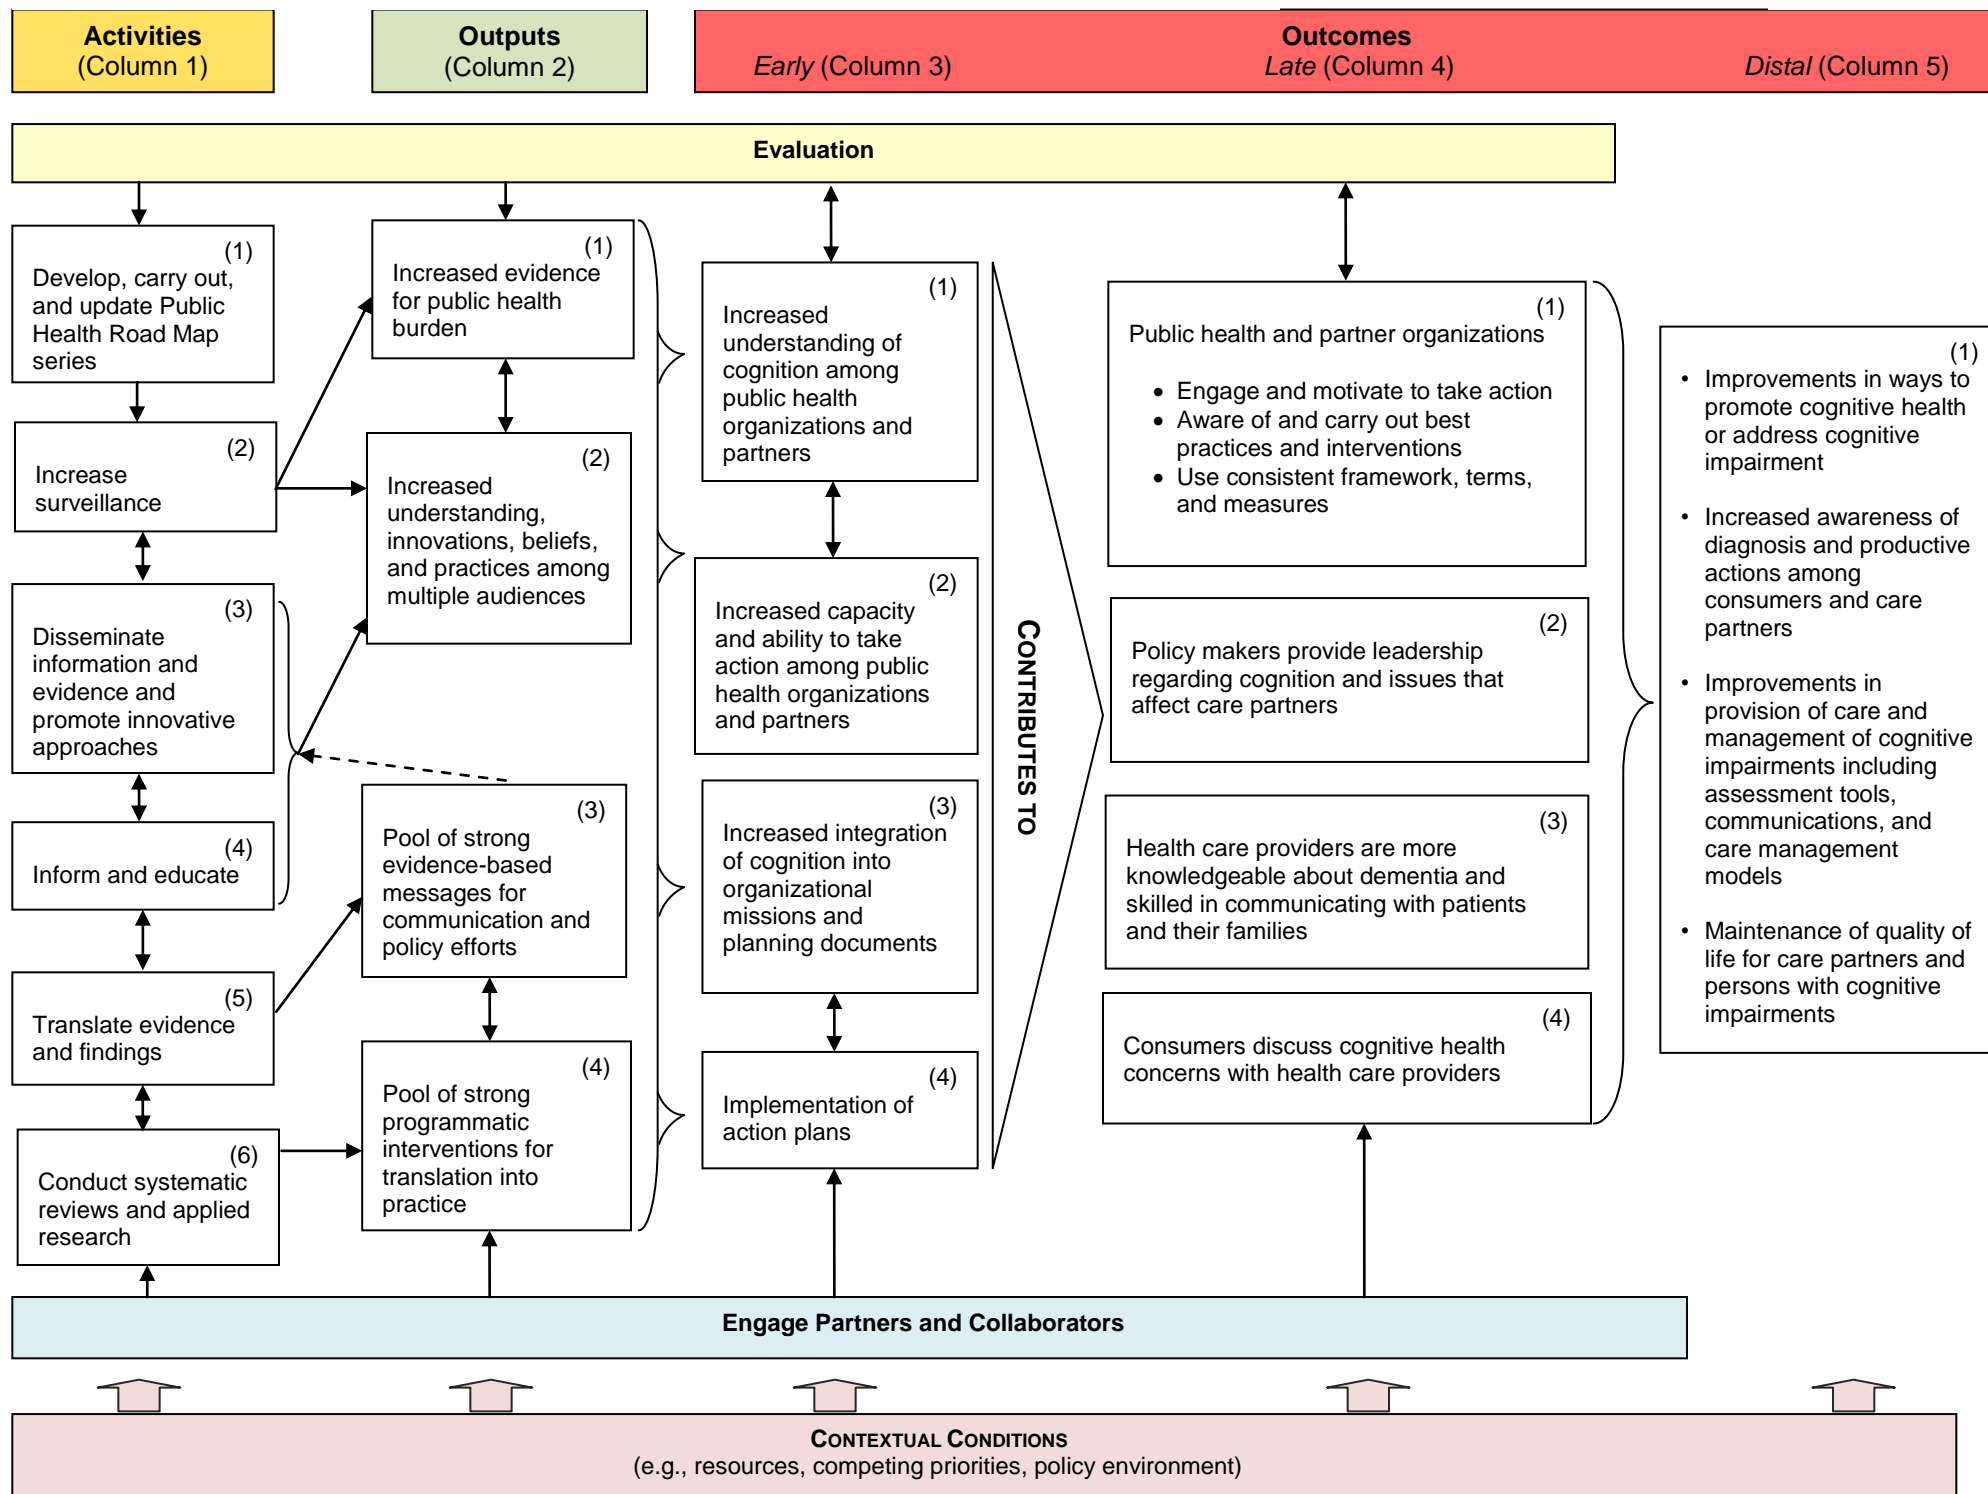 Activities
(Column 1)
Outputs
(Column 2)
Outcomes
Early (Column 3)
Late (Column 4)
Distal (Column 5)
Evaluation
(1)
Develop, carry out,
and update Public
Health Road Map
series
(2)
Increase
surveillance
(3)
Disseminate
information and
evidence and
promote innovative
approaches
(4)
Inform and educate
(5)
Translate evidence
and findings
(6)
Conduct systematic
reviews and applied
research
(1)
Increased evidence
for public health
burden
(2)
Increased
understanding,
innovations, beliefs,
and practices among
multiple audiences
(3)
Pool of strong
evidence-based
messages for
communication and
policy efforts
(4)
Pool of strong
programmatic
interventions for
translation into
practice
(1)
Increased
understanding of
cognition among
public health
organizations and
partners
(2)
Increased capacity
and ability to take
action among public
health organizations
and partners
(3)
Increased integration
of cognition into
organizational
missions and
planning documents
(4)
Implementation of
action plans
CONTRIBUTES TO
(1)
Public health and partner organizations
• Engage and motivate to take action
• Aware of and carry out best
practices and interventions
• Use consistent framework, terms,
and measures
(2)
Policy makers provide leadership
regarding cognition and issues that
affect care partners
(3)
Health care providers are more
knowledgeable about dementia and
skilled in communicating with patients
and their families
(4)
Consumers discuss cognitive health
concerns with health care providers
(1)
• Improvements in ways to
promote cognitive health
or address cognitive
impairment
• Increased awareness of
diagnosis and productive
actions among
consumers and care
partners
• Improvements in
provision of care and
management of cognitive
impairments including
assessment tools,
communications, and
care management
models
• Maintenance of quality of
life for care partners and
persons with cognitive
impairments
Engage Partners and Collaborators
CONTEXTUAL CONDITIONS
(e.g., resources, competing priorities, policy environment)